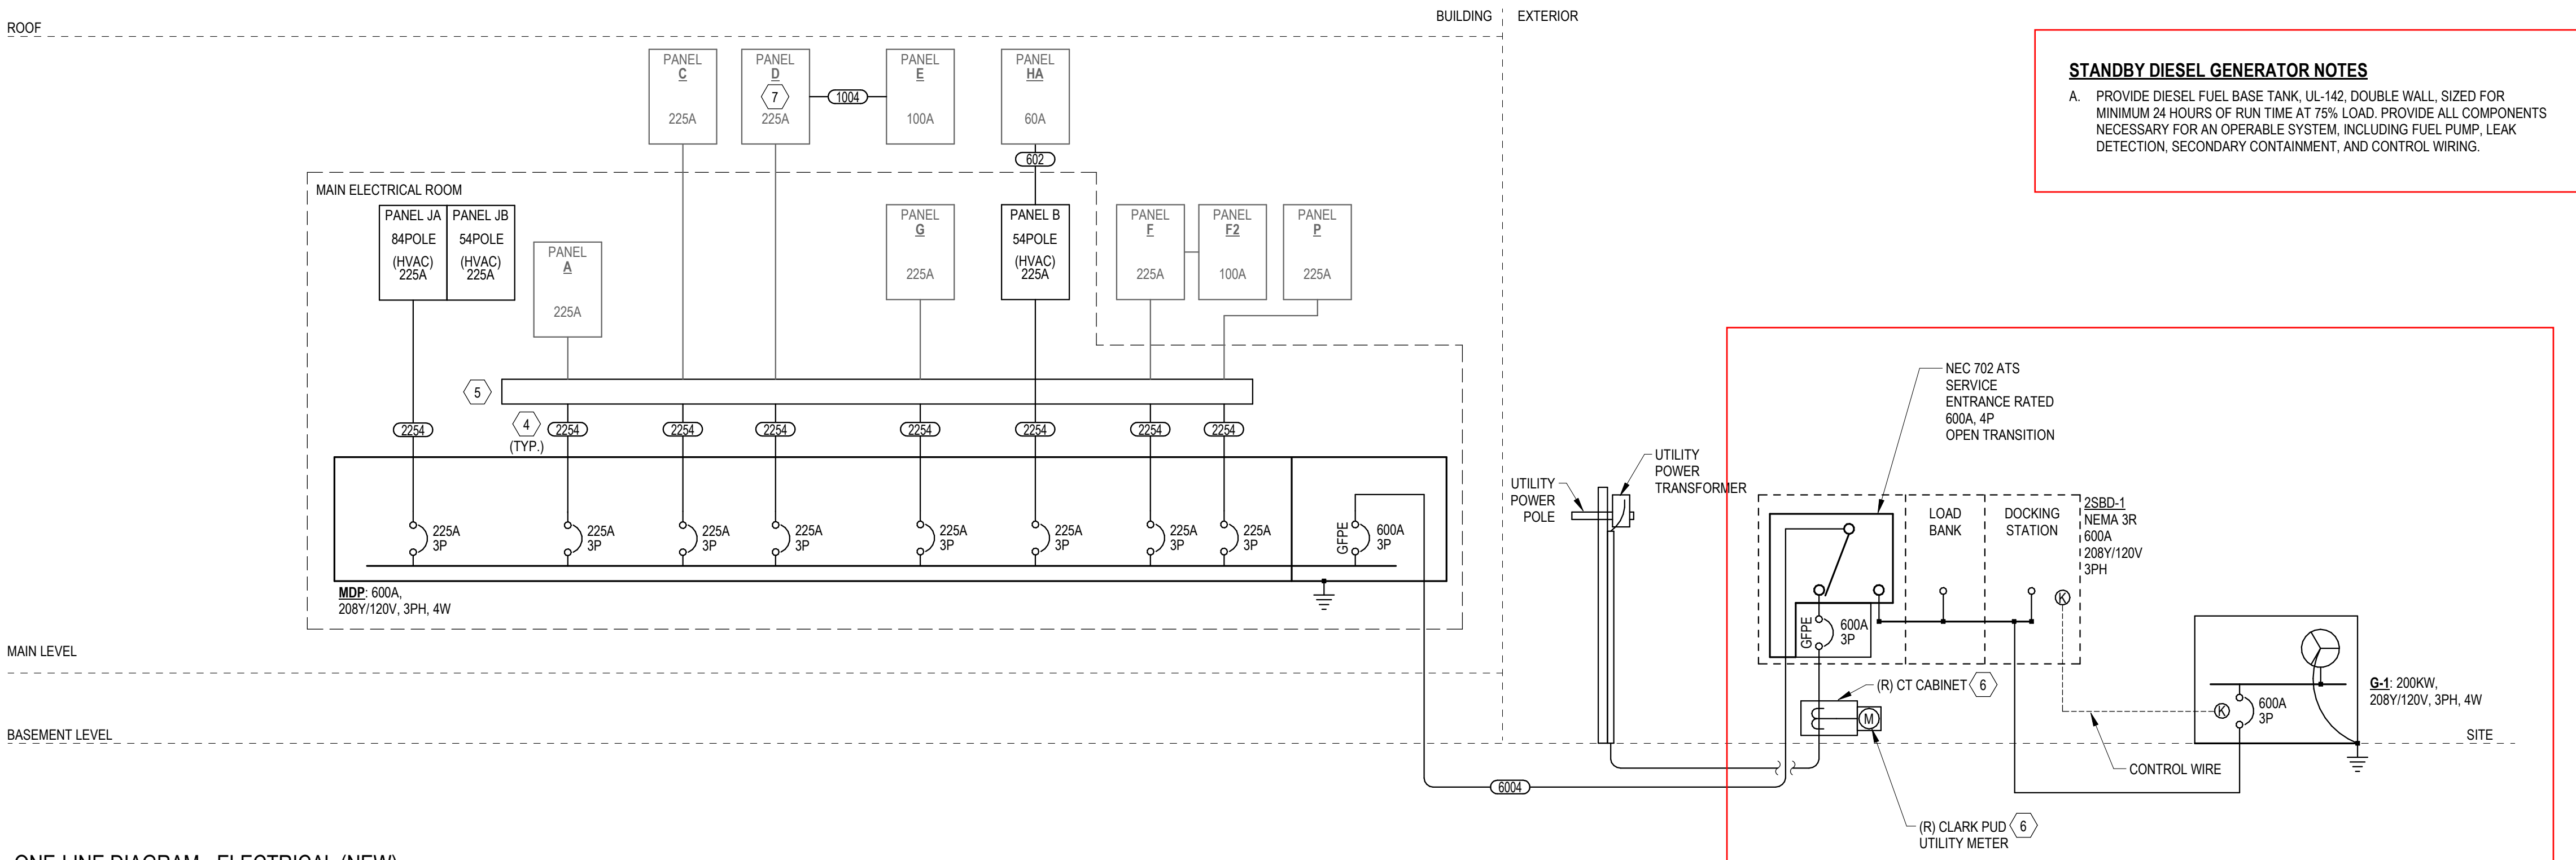 ROOF
BUILDING
EXTERIOR
STANDBY DIESEL GENERATOR NOTES
A. PROVIDE DIESEL FUEL BASE TANK, UL-142, DOUBLE WALL, SIZED FOR
MINIMUM 24 HOURS OF RUN TIME AT 75% LOAD. PROVIDE ALL COMPONENTS
NECESSARY FOR AN OPERABLE SYSTEM, INCLUDING FUEL PUMP, LEAK
DETECTION, SECONDARY CONTAINMENT, AND CONTROL WIRING.
PANEL
C
225A
PANEL
D
7
225A
1004
PANEL
E
100A
PANEL
HA
60A
602
MAIN ELECTRICAL ROOM
PANEL JA
84POLE
(HVAC)
225A
PANEL JB
54POLE
(HVAC)
225A
PANEL
A
225A
PANEL
G
225A
PANEL B
54POLE
(HVAC)
225A
PANEL
F
225A
PANEL
F2
100A
PANEL
P
225A
5
4
(TYP.)
2254
2254
2254
2254
2254
2254
2254
2254
225A
3P
225A
3P
225A
3P
225A
3P
225A
3P
225A
3P
225A
3P
225A
3P
GFPE
600A
3P
MDP: 600A,
208Y/120V, 3PH, 4W
UTILITY
POWER
POLE
UTILITY
POWER
TRANSFORMER
NEC 702 ATS
SERVICE
ENTRANCE RATED
600A, 4P
OPEN TRANSITION
LOAD
BANK
DOCKING
STATION
2SBD-1
NEMA 3R
600A
208Y/120V
3PH
K
GFPE
600A
3P
(R) CT CABINET
6
M
K
600A
3P
G-1: 200KW,
208Y/120V, 3PH, 4W
MAIN LEVEL
BASEMENT LEVEL
SITE
CONTROL WIRE
6004
(R) CLARK PUD
UTILITY METER
6
ONE-LINE DIAGRAM - ELECTRICAL (NEW)